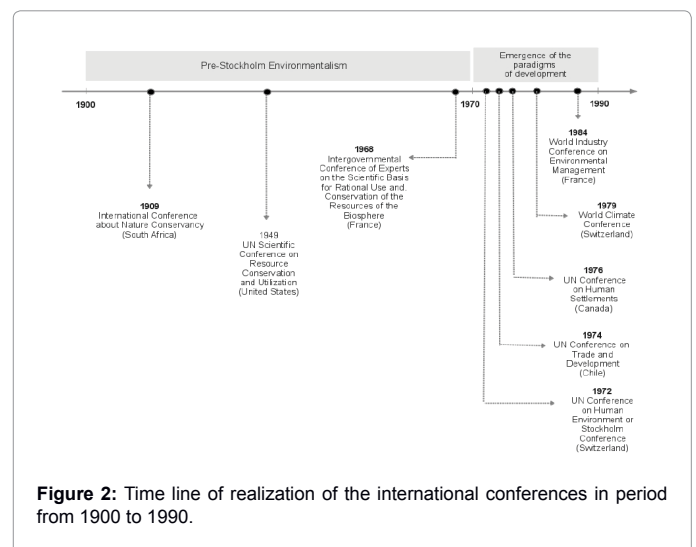 Pre-Stockholm Environmentalism
Emergence of the
paradigms
of development
1900
1970
1990
1909
International Conference
about Nature Conservancy
(South Africa)
1949
UN Scientific
Conference on
Resource
Conservation
and Utilization
(United States)
1968
Intergovernmental
Conference of Experts
on the Scientific Basis
for Rational Use and
Conservation of the
Resources of the
Biosphere
(France)
1984
World Industry
Conference on
Environmental
Management
(France)
1979
World Climate
Conference
(Switzerland)
1976
UN Conference
on Human
Settlements
(Canada)
1974
UN Conference on
Trade and
Development
(Chile)
1972
UN Conference
on Human
Environment or
Stockholm
Conference
(Switzerland)
Figure 2: Time line of realization of the international conferences in period
from 1900 to 1990.